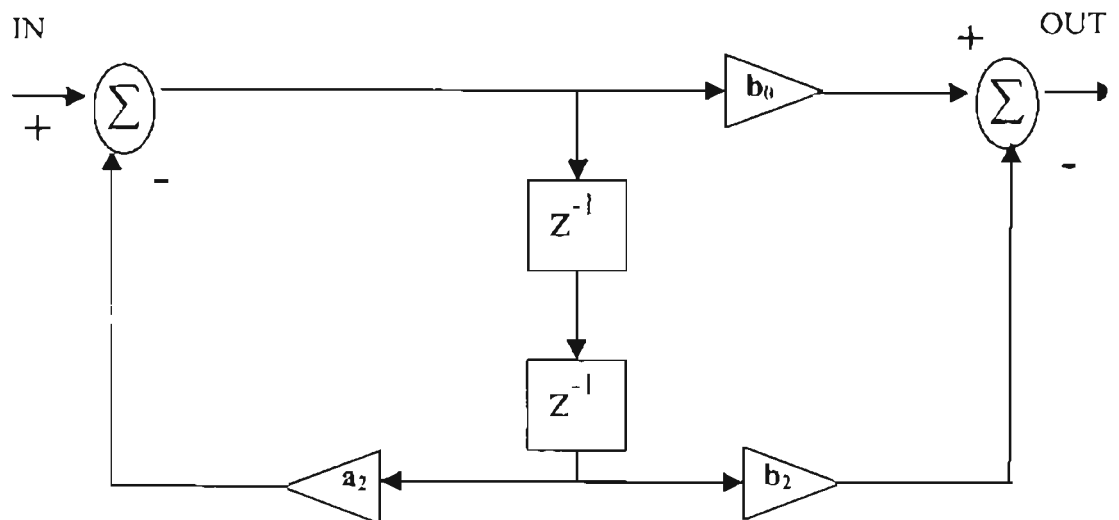 IN
OUT
+
+
Σ
b₀
Σ
-
-
Z⁻¹
Z⁻¹
a₂
b₂